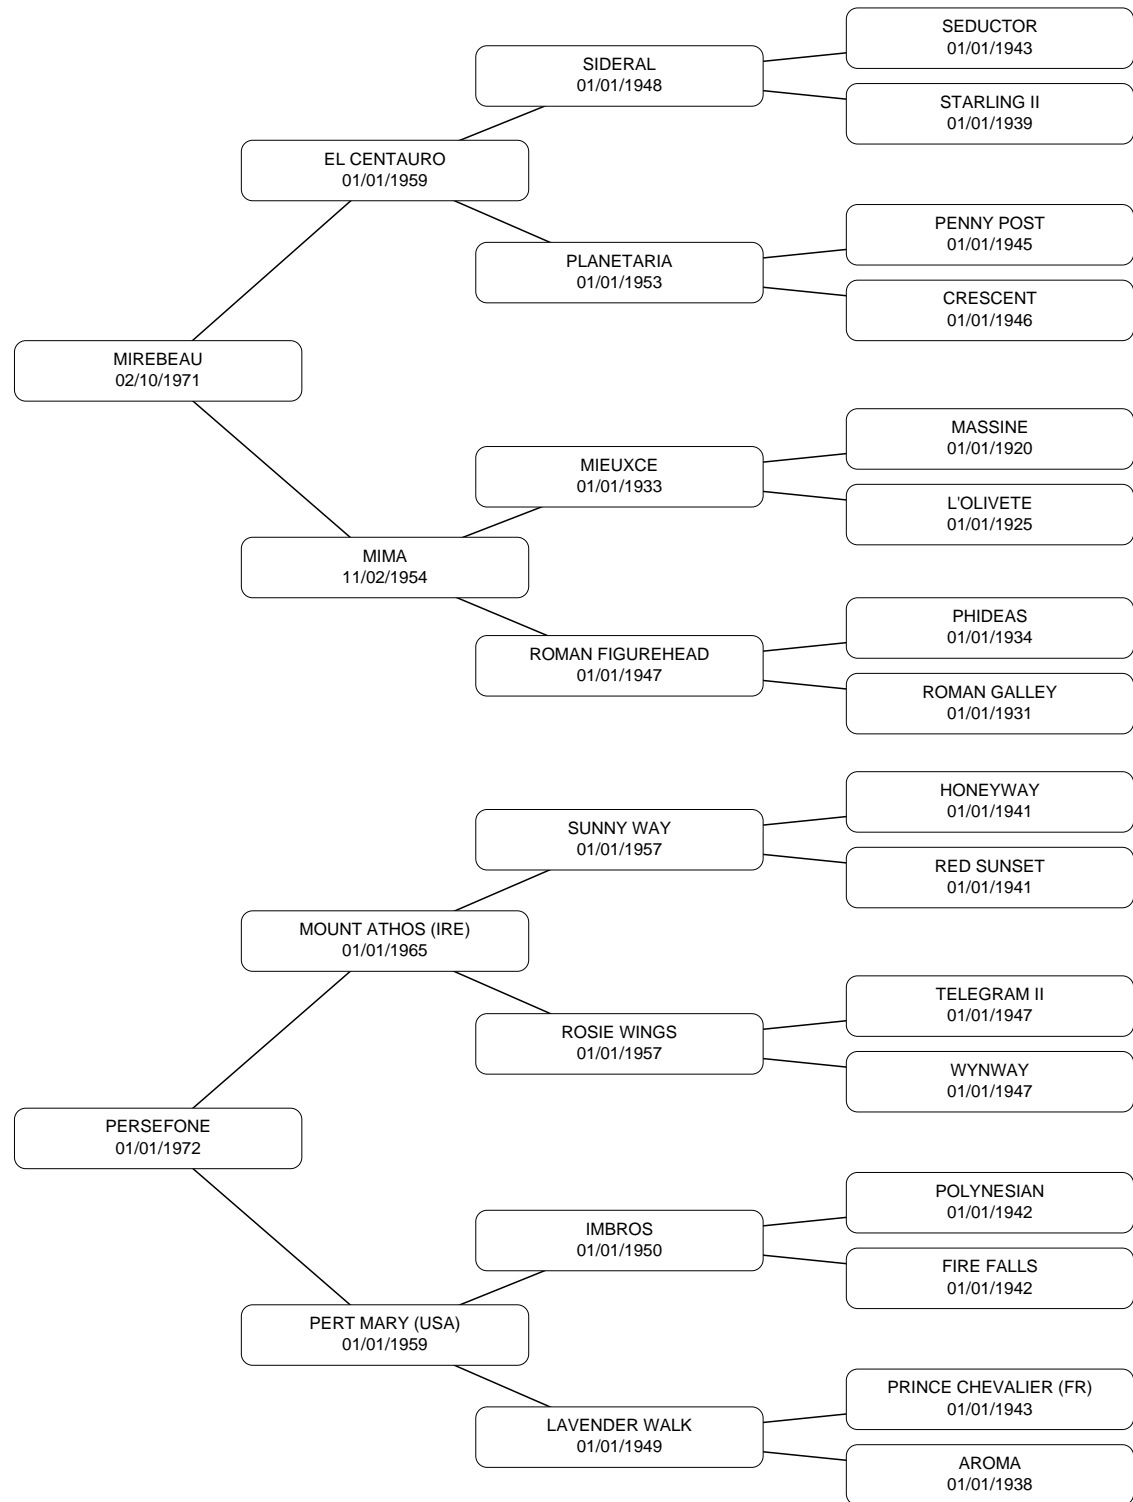 SEDUCTOR
01/01/1943
SIDERAL
01/01/1948
STARLING II
01/01/1939
EL CENTAURO
01/01/1959
PENNY POST
01/01/1945
PLANETARIA
01/01/1953
CRESCENT
01/01/1946
MIREBEAU
02/10/1971
MASSINE
01/01/1920
MIEUXCE
01/01/1933
L'OLIVETE
01/01/1925
MIMA
11/02/1954
PHIDEAS
01/01/1934
ROMAN FIGUREHEAD
01/01/1947
ROMAN GALLEY
01/01/1931
HONEYWAY
01/01/1941
SUNNY WAY
01/01/1957
RED SUNSET
01/01/1941
MOUNT ATHOS (IRE)
01/01/1965
TELEGRAM II
01/01/1947
ROSIE WINGS
01/01/1957
WYNWAY
01/01/1947
PERSEFONE
01/01/1972
POLYNESIAN
01/01/1942
IMBROS
01/01/1950
FIRE FALLS
01/01/1942
PERT MARY (USA)
01/01/1959
PRINCE CHEVALIER (FR)
01/01/1943
LAVENDER WALK
01/01/1949
AROMA
01/01/1938